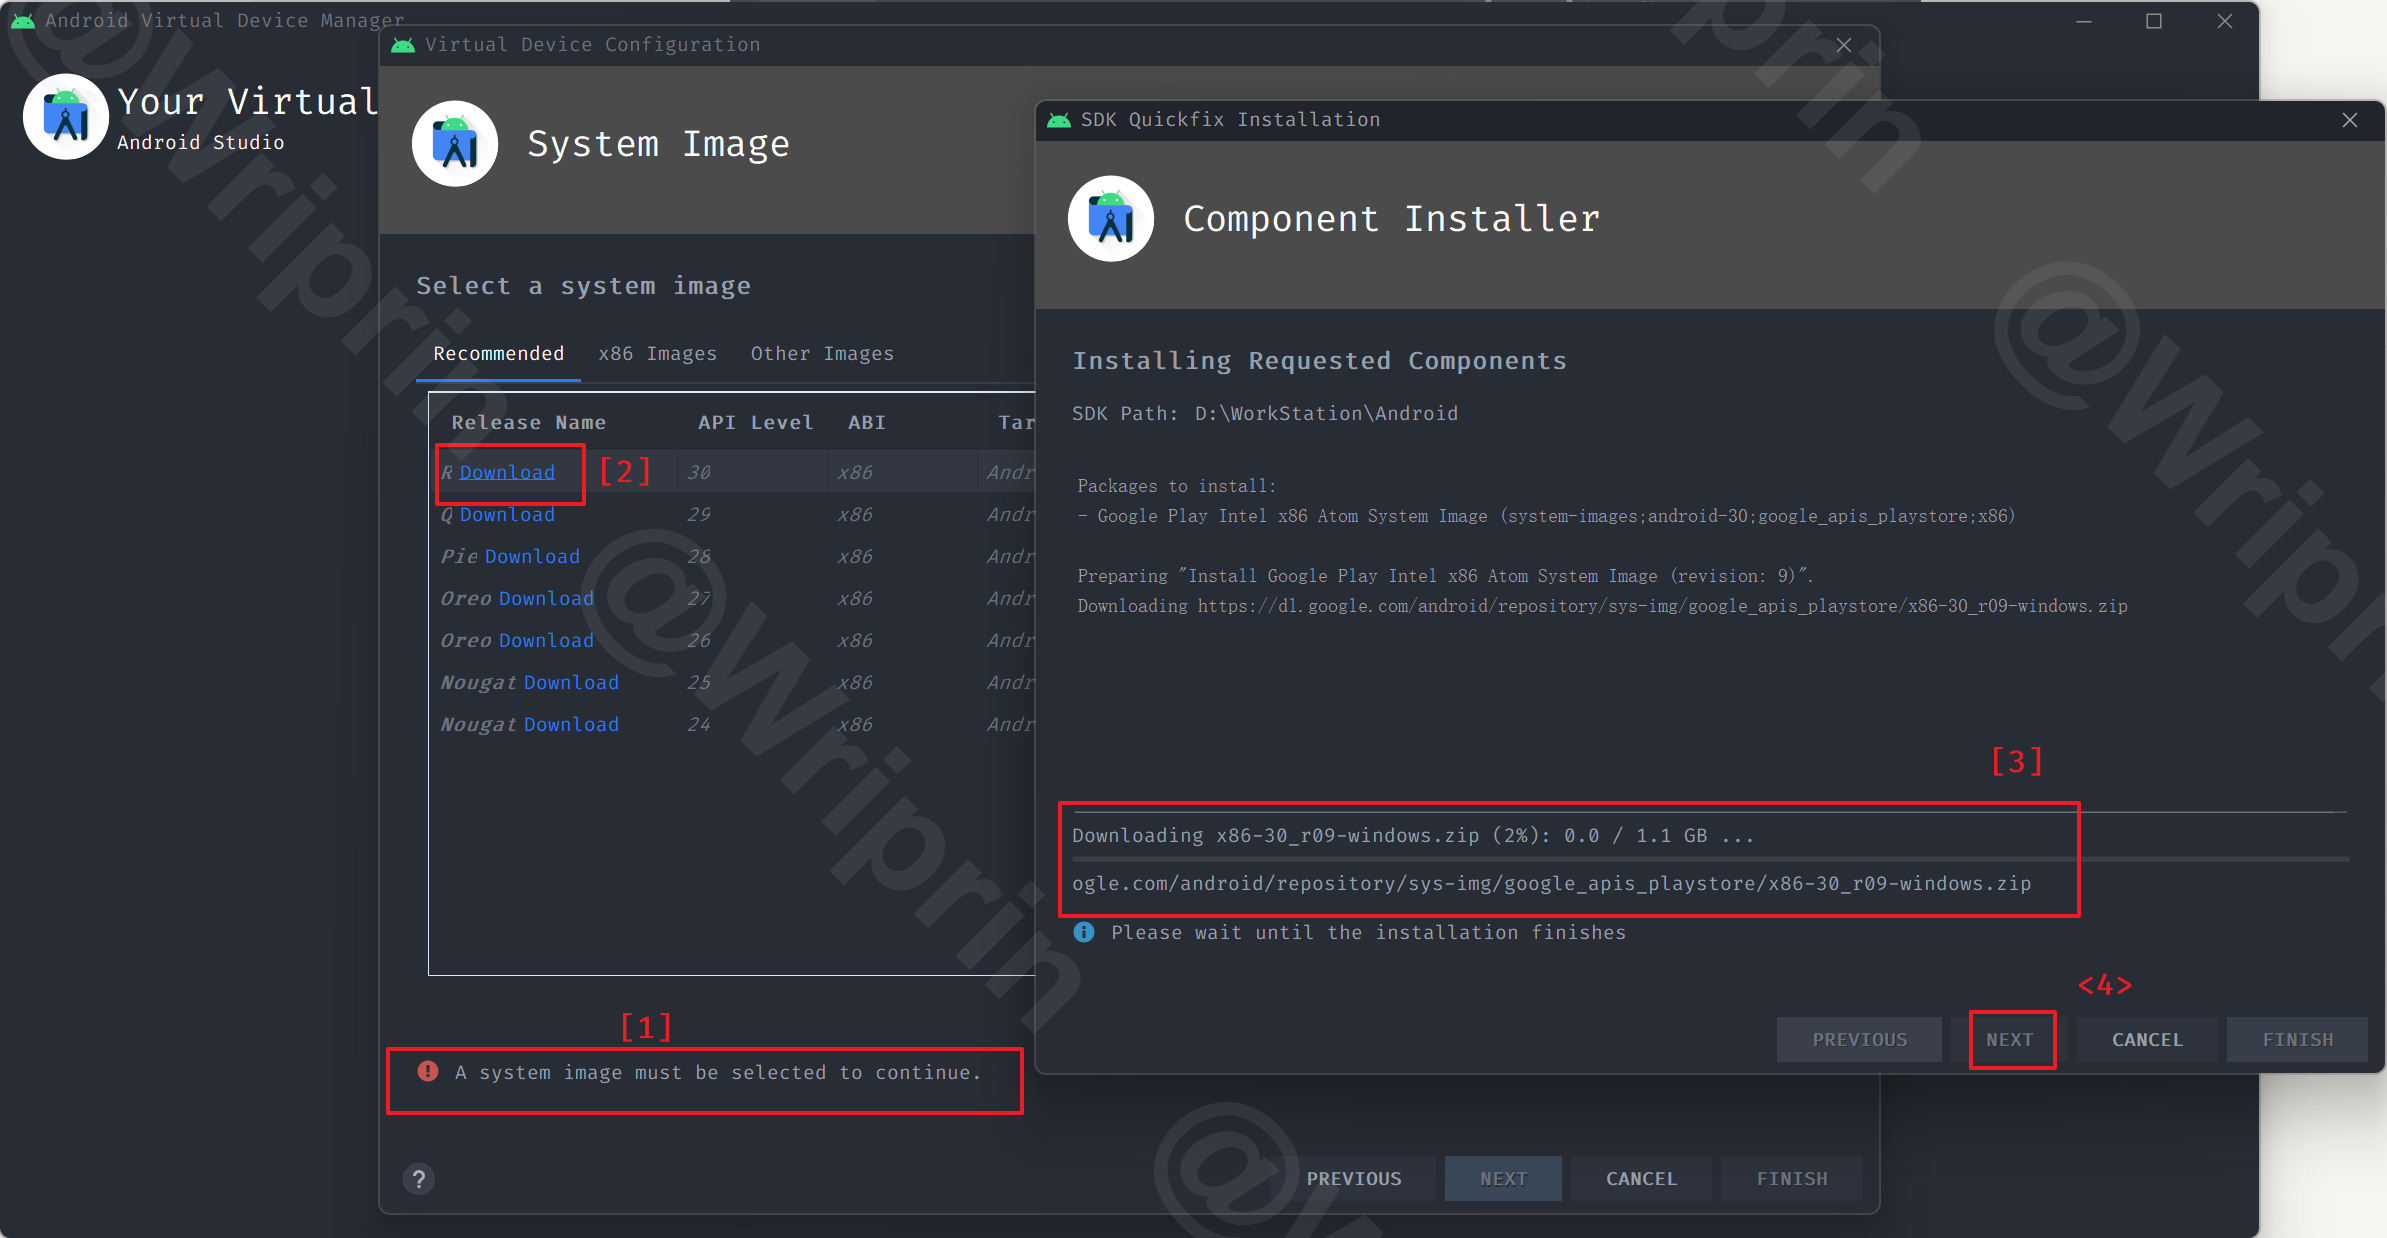 Android Virtual Device Manager
Your Virtual
Android Studio
Virtual Device Configuration
System Image
Select a system image
Recommended x86 Images Other Images
Release Name API Level ABI Tar
R Download 30 x86 Andr
[2]
Q Download 29 x86 Andr
Pie Download 28 x86 Andr
Oreo Download 27 x86 Andr
Oreo Download 26 x86 Andr
Nougat Download 25 x86 Andr
Nougat Download 24 x86 Andr
[1]
A system image must be selected to continue.
?
PREVIOUS NEXT CANCEL FINISH
SDK Quickfix Installation
Component Installer
Installing Requested Components
SDK Path: D:\WorkStation\Android
Packages to install:
- Google Play Intel x86 Atom System Image (system-images;android-30;google_apis_playstore;x86)
Preparing "Install Google Play Intel x86 Atom System Image (revision: 9)".
Downloading https://dl.google.com/android/repository/sys-img/google_apis_playstore/x86-30_r09-windows.zip
[3]
Downloading x86-30_r09-windows.zip (2%): 0.0 / 1.1 GB ...
ogle.com/android/repository/sys-img/google_apis_playstore/x86-30_r09-windows.zip
Please wait until the installation finishes
<4>
PREVIOUS NEXT CANCEL FINISH
@Wriprin
@Wriprin
@Wriprin
prin
@W